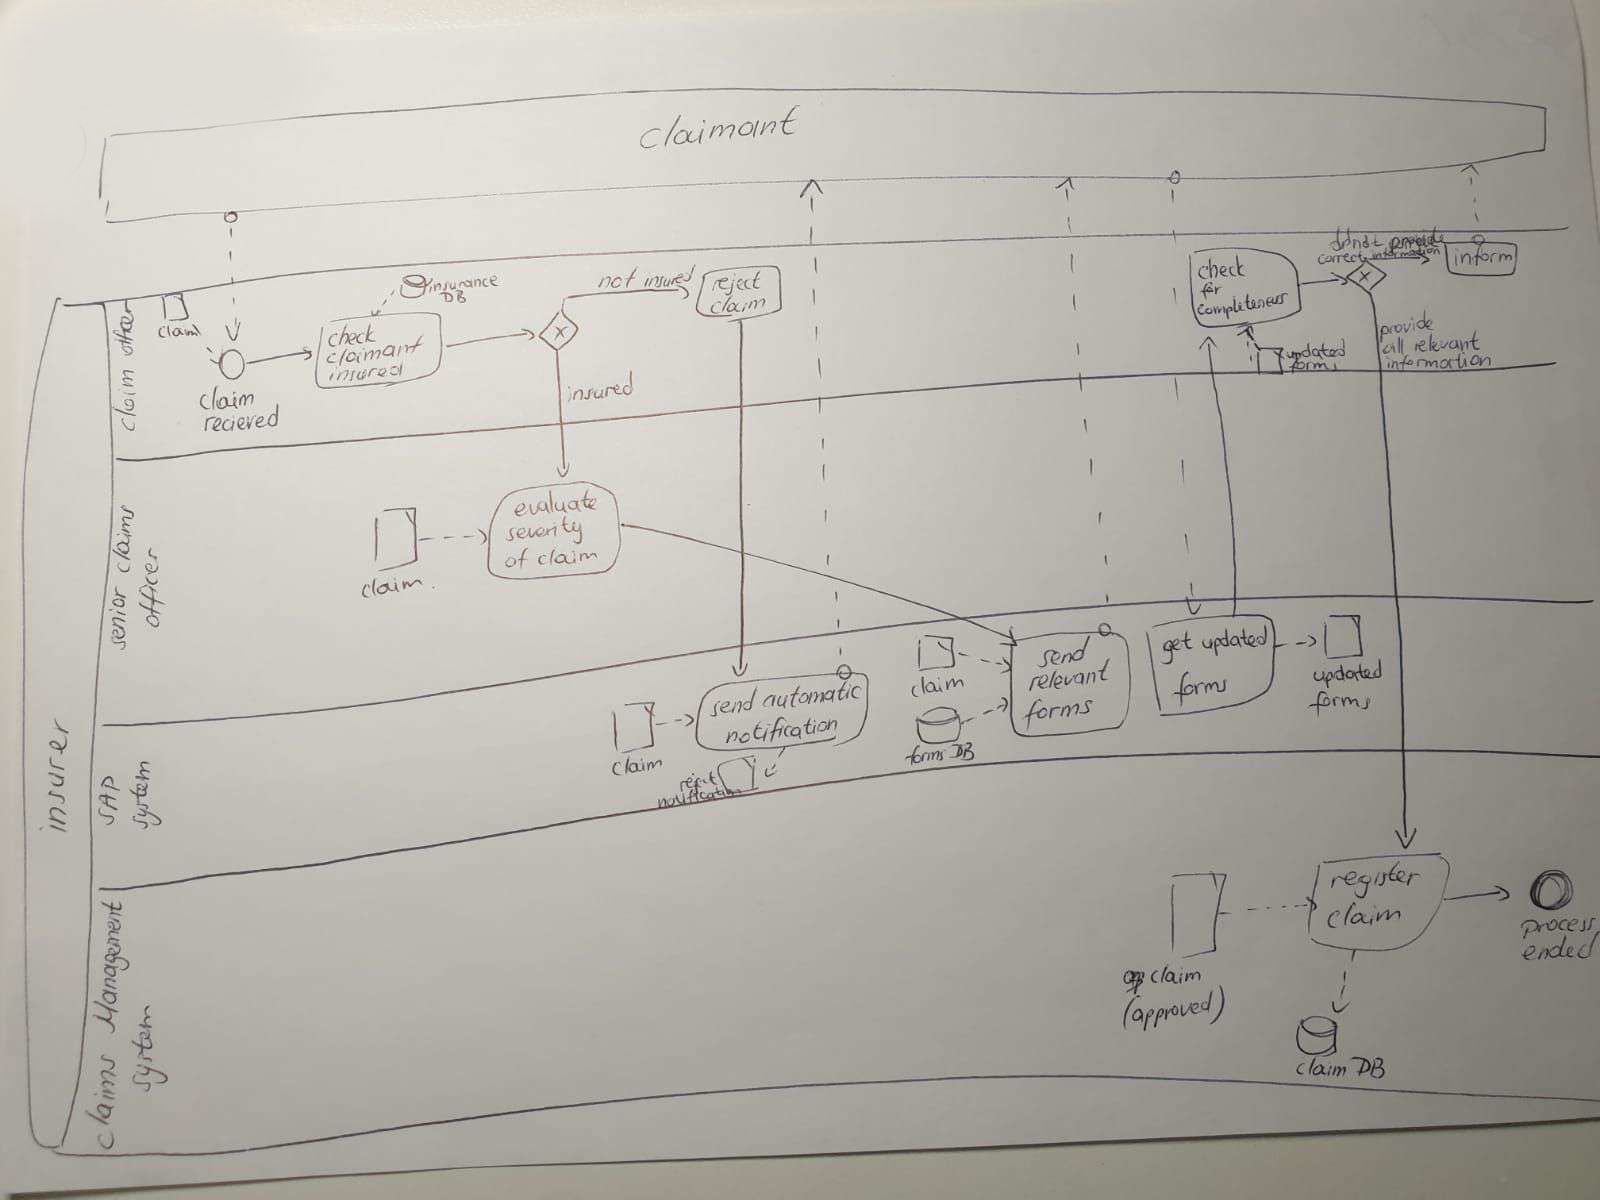 claimant
insurer
claim officer
senior claims
officer
SAP
system
claims Management
system
claim
claim
recieved
insurance
DB
check
claimant
insured
X
not insured
insured
reject
claim
check
for
completeness
updated
forms
X
correct information
inform
provide
all relevant
information
claim.
evaluate
severity
of claim
claim
send automatic
notification
reject
notification
claim
forms DB
send
relevant
forms
get updated
forms
updated
forms
claim
(approved)
register
claim
claim DB
process
ended